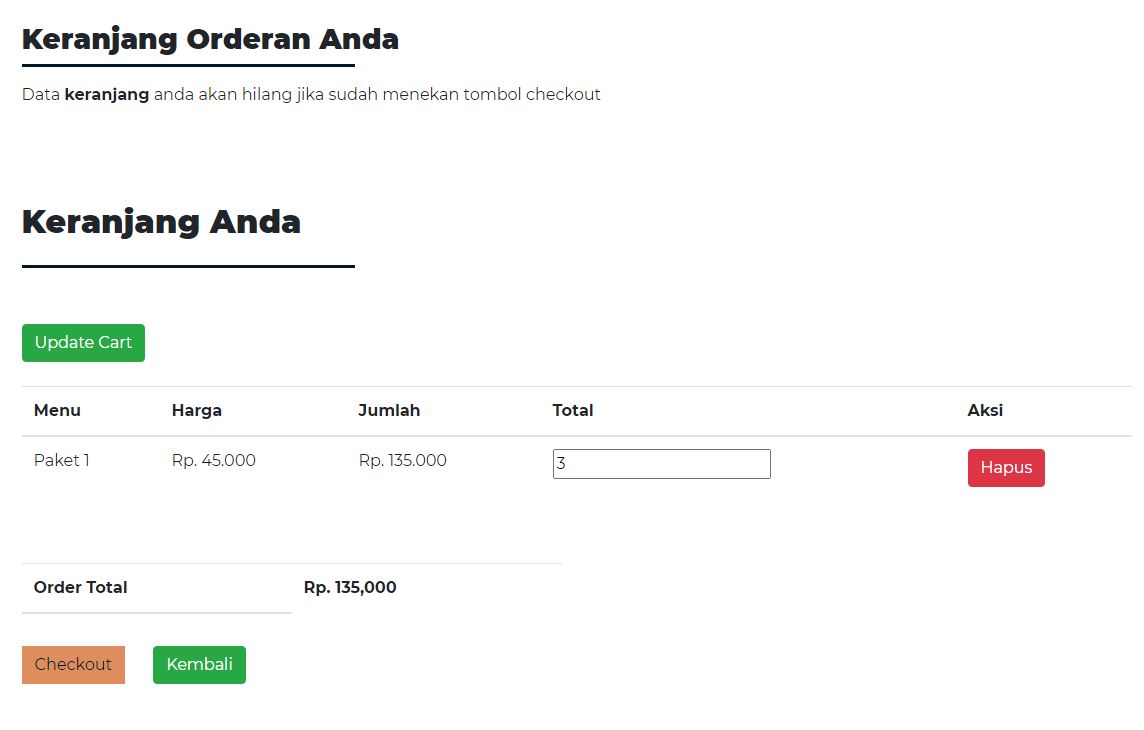 Keranjang Orderan Anda
Data keranjang anda akan hilang jika sudah menekan tombol checkout
Keranjang Anda
Update Cart
Menu Harga Jumlah Total Aksi
Paket 1 Rp. 45.000 Rp. 135.000 3 Hapus
Order Total Rp. 135,000
Checkout Kembali